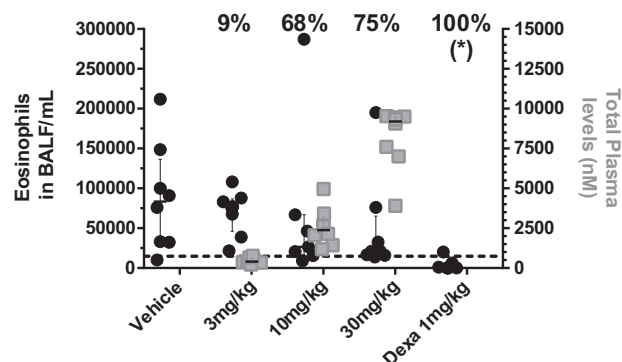 9% 68% 75% 100%
(*)
Eosinophils
in BALF/mL
300000
200000
150000
100000
50000
0
15000
12500
10000
7500
5000
2500
0
Total Plasma
levels (nM)
Vehicle
3mg/kg
10mg/kg
30mg/kg
Dexa 1mg/kg